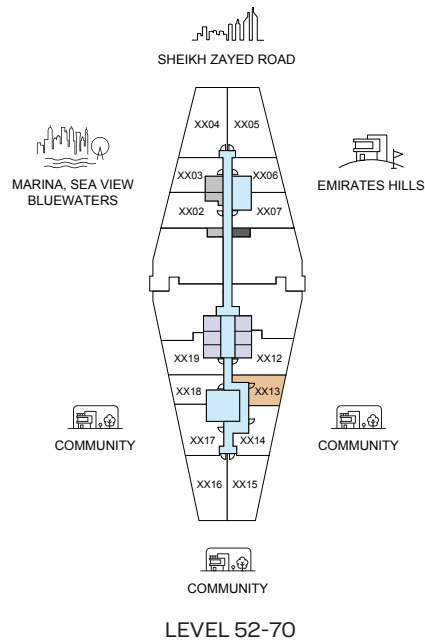 SHEIKH ZAYED ROAD
XX04 XX05
MARINA, SEA VIEW
BLUEWATERS
XX03 XX06
EMIRATES HILLS
XX02 XX07
XX19 XX12
XX18 XX13
COMMUNITY
XX17 XX14
COMMUNITY
XX16 XX15
COMMUNITY
LEVEL 52-70